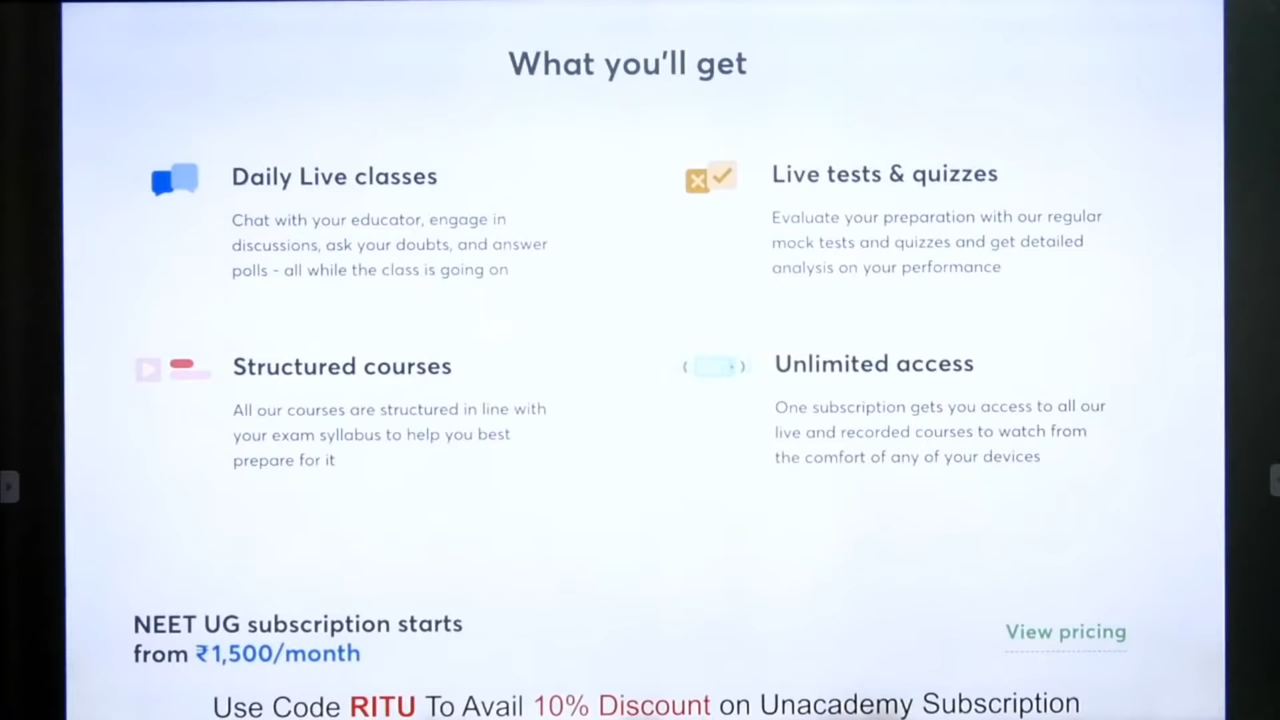 What you'll get
Daily Live classes
Chat with your educator, engage in
discussions, ask your doubts, and answer
polls - all while the class is going on
Live tests & quizzes
Evaluate your preparation with our regular
mock tests and quizzes and get detailed
analysis on your performance
Structured courses
All our courses are structured in line with
your exam syllabus to help you best
prepare for it
Unlimited access
One subscription gets you access to all our
live and recorded courses to watch from
the comfort of any of your devices
NEET UG subscription starts
from ₹1,500/month
View pricing
Use Code RITU To Avail 10% Discount on Unacademy Subscription